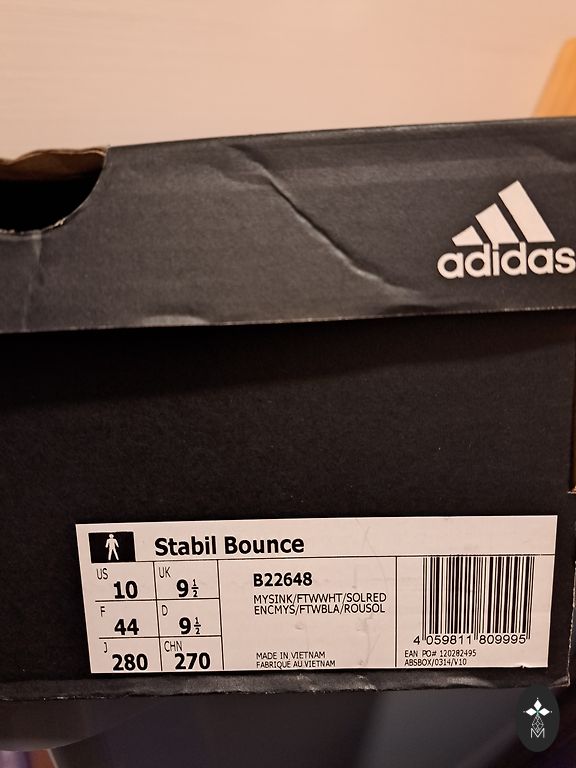 adidas
Stabil Bounce
US 10
UK 9½
F 44
D 9½
J 280
CHN 270
B22648
MYSINK/FTWWHT/SOLRED
ENCMYS/FTWBLA/ROUSOL
MADE IN VIETNAM
FABRIQUE AU VIETNAM
4 059811 809995
EAN PO# 120282495
ABSBOX/0314/V10
M